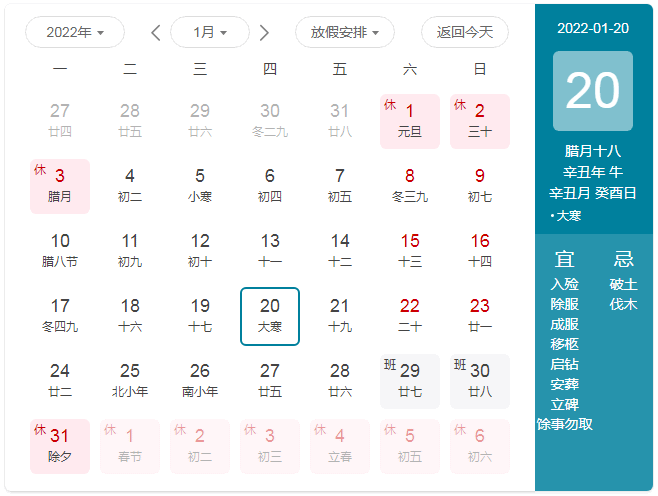 2022年 1月 放假安排 返回今天
一 二 三 四 五 六 日
27 28 29 30 31 休 1 休 2
廿四 廿五 廿六 冬二九 廿八 元旦 三十
休 3 4 5 6 7 8 9
腊月 初二 小寒 初四 初五 冬三九 初七
10 11 12 13 14 15 16
腊八节 初九 初十 十一 十二 十三 十四
17 18 19 20 21 22 23
冬四九 十六 十七 大寒 十九 二十 廿一
24 25 26 27 28 班 29 班 30
廿二 北小年 南小年 廿五 廿六 廿七 廿八
休 31 休 1 休 2 休 3 休 4 休 5 休 6
除夕 春节 初二 初三 立春 初五 初六
2022-01-20
20
腊月十八
辛丑年 牛
辛丑月 癸酉日
•大寒
宜 忌
入殓 破土
除服 伐木
成服
移柩
启钻
安葬
立碑
馀事勿取